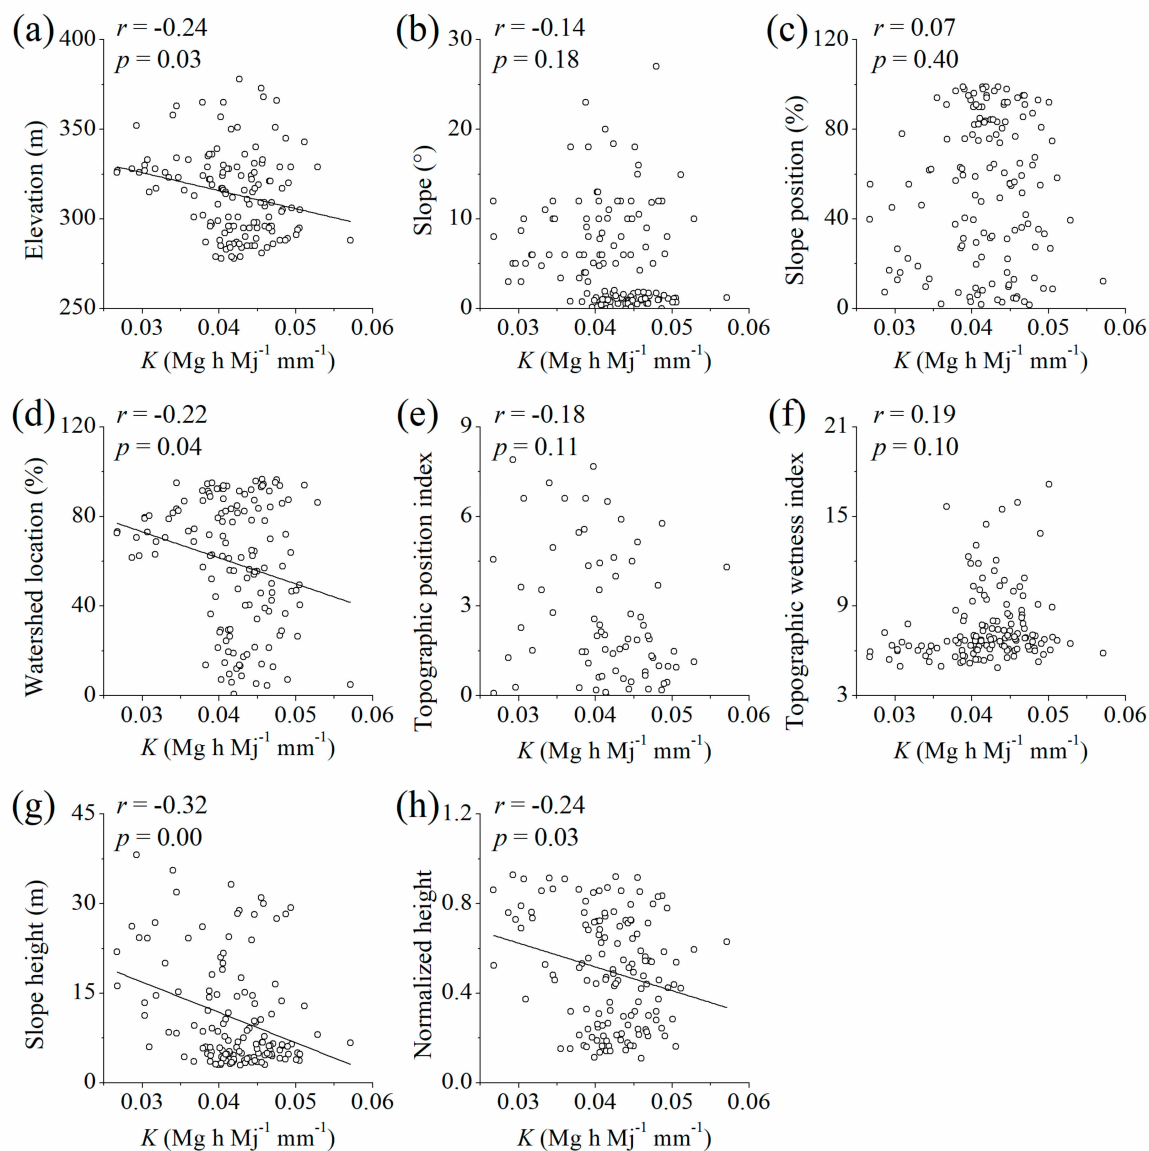 (a)
r = -0.24
p = 0.03
400
350
300
250
Elevation (m)
0.03 0.04 0.05 0.06
K (Mg h Mj⁻¹ mm⁻¹)
(b)
r = -0.14
p = 0.18
30
20
10
0
Slope (°)
0.03 0.04 0.05 0.06
K (Mg h Mj⁻¹ mm⁻¹)
(c)
r = 0.07
p = 0.40
120
80
40
0
Slope position (%)
0.03 0.04 0.05 0.06
K (Mg h Mj⁻¹ mm⁻¹)
(d)
r = -0.22
p = 0.04
120
80
40
0
Watershed location (%)
0.03 0.04 0.05 0.06
K (Mg h Mj⁻¹ mm⁻¹)
(e)
r = -0.18
p = 0.11
9
6
3
0
Topographic position index
0.03 0.04 0.05 0.06
K (Mg h Mj⁻¹ mm⁻¹)
(f)
r = 0.19
p = 0.10
21
15
9
3
Topographic wetness index
0.03 0.04 0.05 0.06
K (Mg h Mj⁻¹ mm⁻¹)
(g)
r = -0.32
p = 0.00
45
30
15
0
Slope height (m)
0.03 0.04 0.05 0.06
K (Mg h Mj⁻¹ mm⁻¹)
(h)
r = -0.24
p = 0.03
1.2
0.8
0.4
0.0
Normalized height
0.03 0.04 0.05 0.06
K (Mg h Mj⁻¹ mm⁻¹)